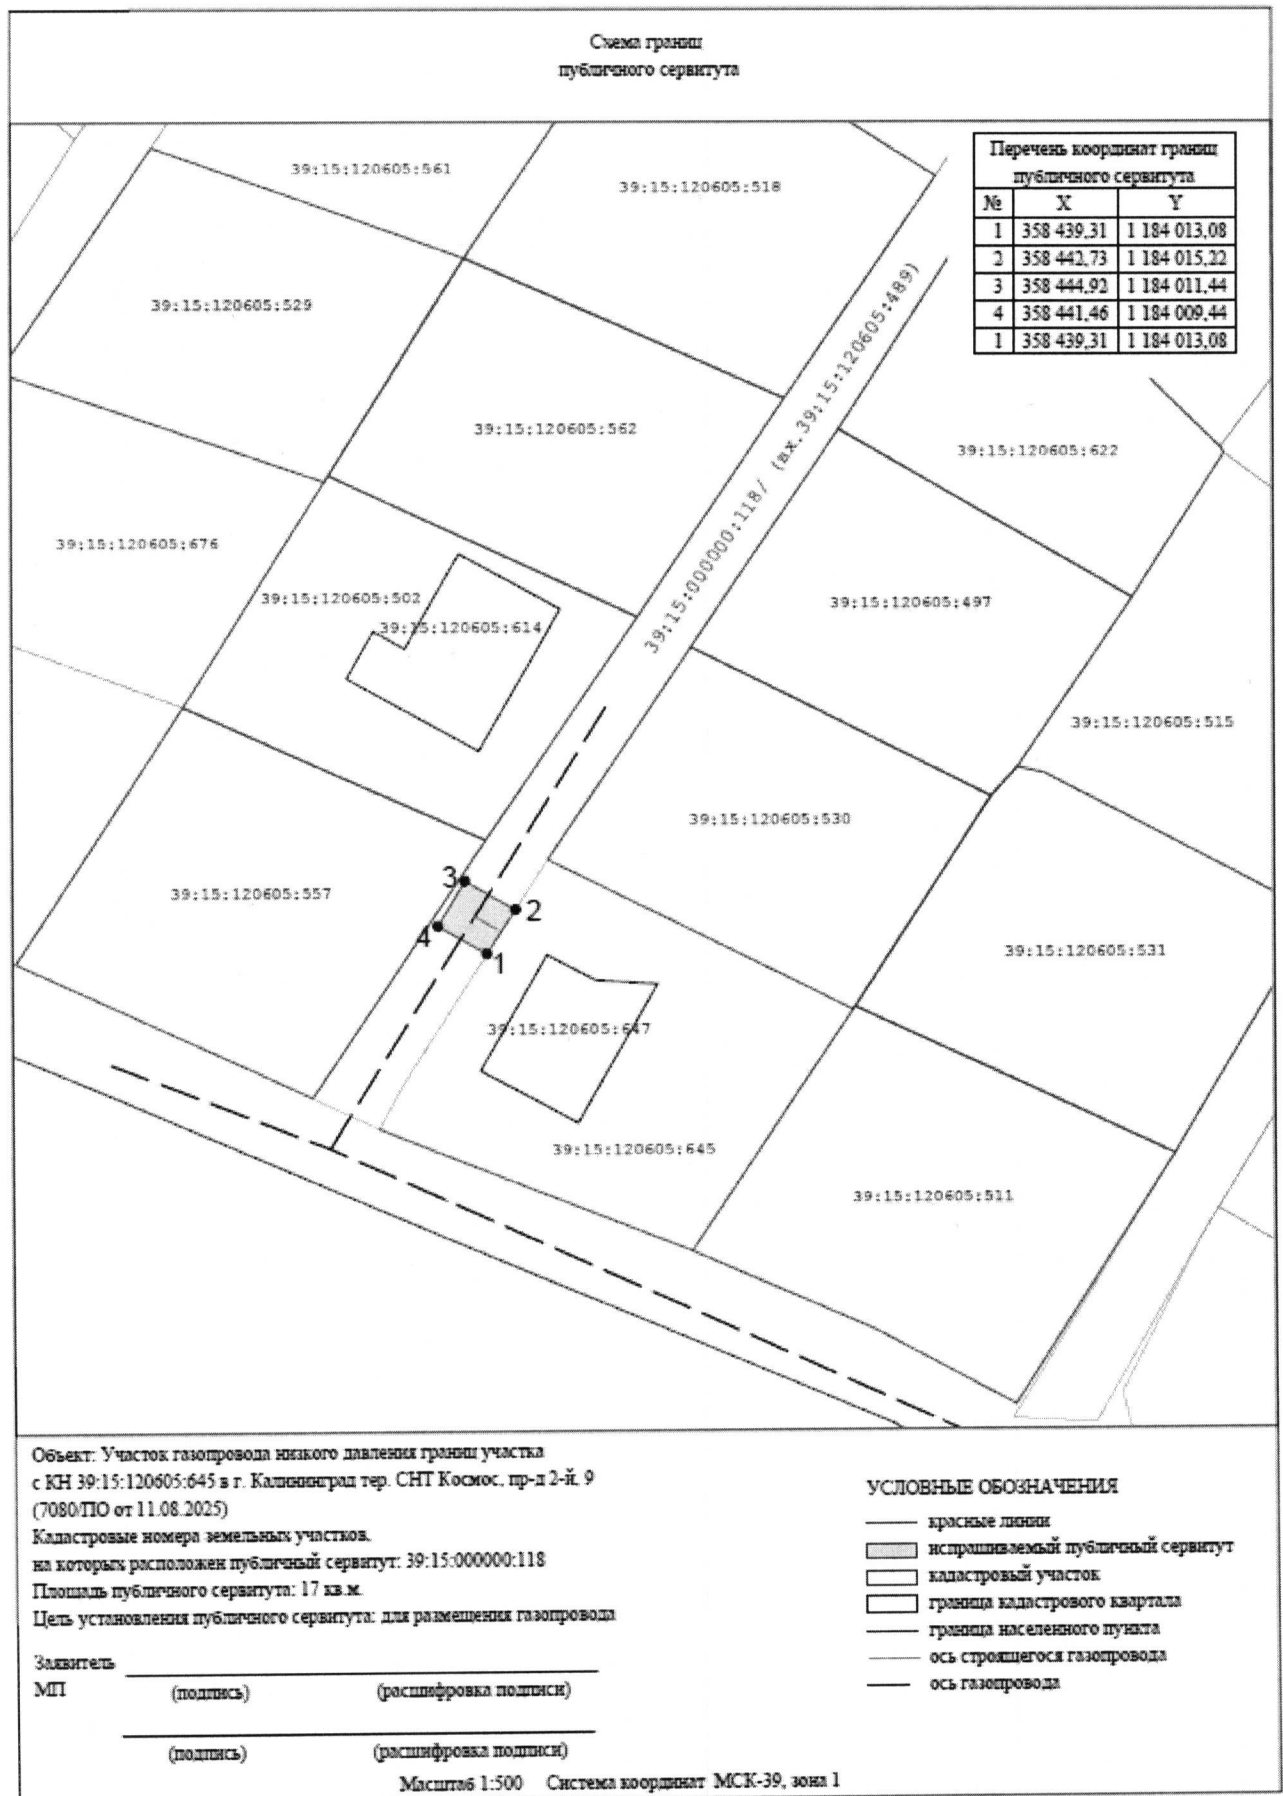 Схема границ
публичного сервитута
Перечень координат границ
публичного сервитута
№ X Y
1 358 439,31 1 184 013,08
2 358 442,73 1 184 015,22
3 358 444,92 1 184 011,44
4 358 441,46 1 184 009,44
1 358 439,31 1 184 013,08
39:15:120605:561
39:15:120605:518
39:15:120605:529
39:15:000000:118/ (вх.39:15:120605:489)
39:15:120605:562
39:15:120605:622
39:15:120605:676
39:15:120605:502
39:15:120605:614
39:15:120605:497
39:15:120605:515
39:15:120605:530
39:15:120605:557
3
2
4
1
39:15:120605:531
39:15:120605:647
39:15:120605:645
39:15:120605:511
Объект: Участок газопровода низкого давления границ участка
с КН 39:15:120605:645 в г. Калининград тер. СНТ Космос, пр-д 2-й, 9
(7080/ПО от 11.08.2025)
Кадастровые номера земельных участков,
на которых расположен публичный сервитут: 39:15:000000:118
Площадь публичного сервитута: 17 кв.м.
Цель установления публичного сервитута: для размещения газопровода
Заявитель
МП (подпись) (расшифровка подписи)
(подпись) (расшифровка подписи)
УСЛОВНЫЕ ОБОЗНАЧЕНИЯ
красные линии
испрашиваемый публичный сервитут
кадастровый участок
граница кадастрового квартала
граница населенного пункта
ось строящегося газопровода
ось газопровода
Масштаб 1:500 Система координат МСК-39, зона 1